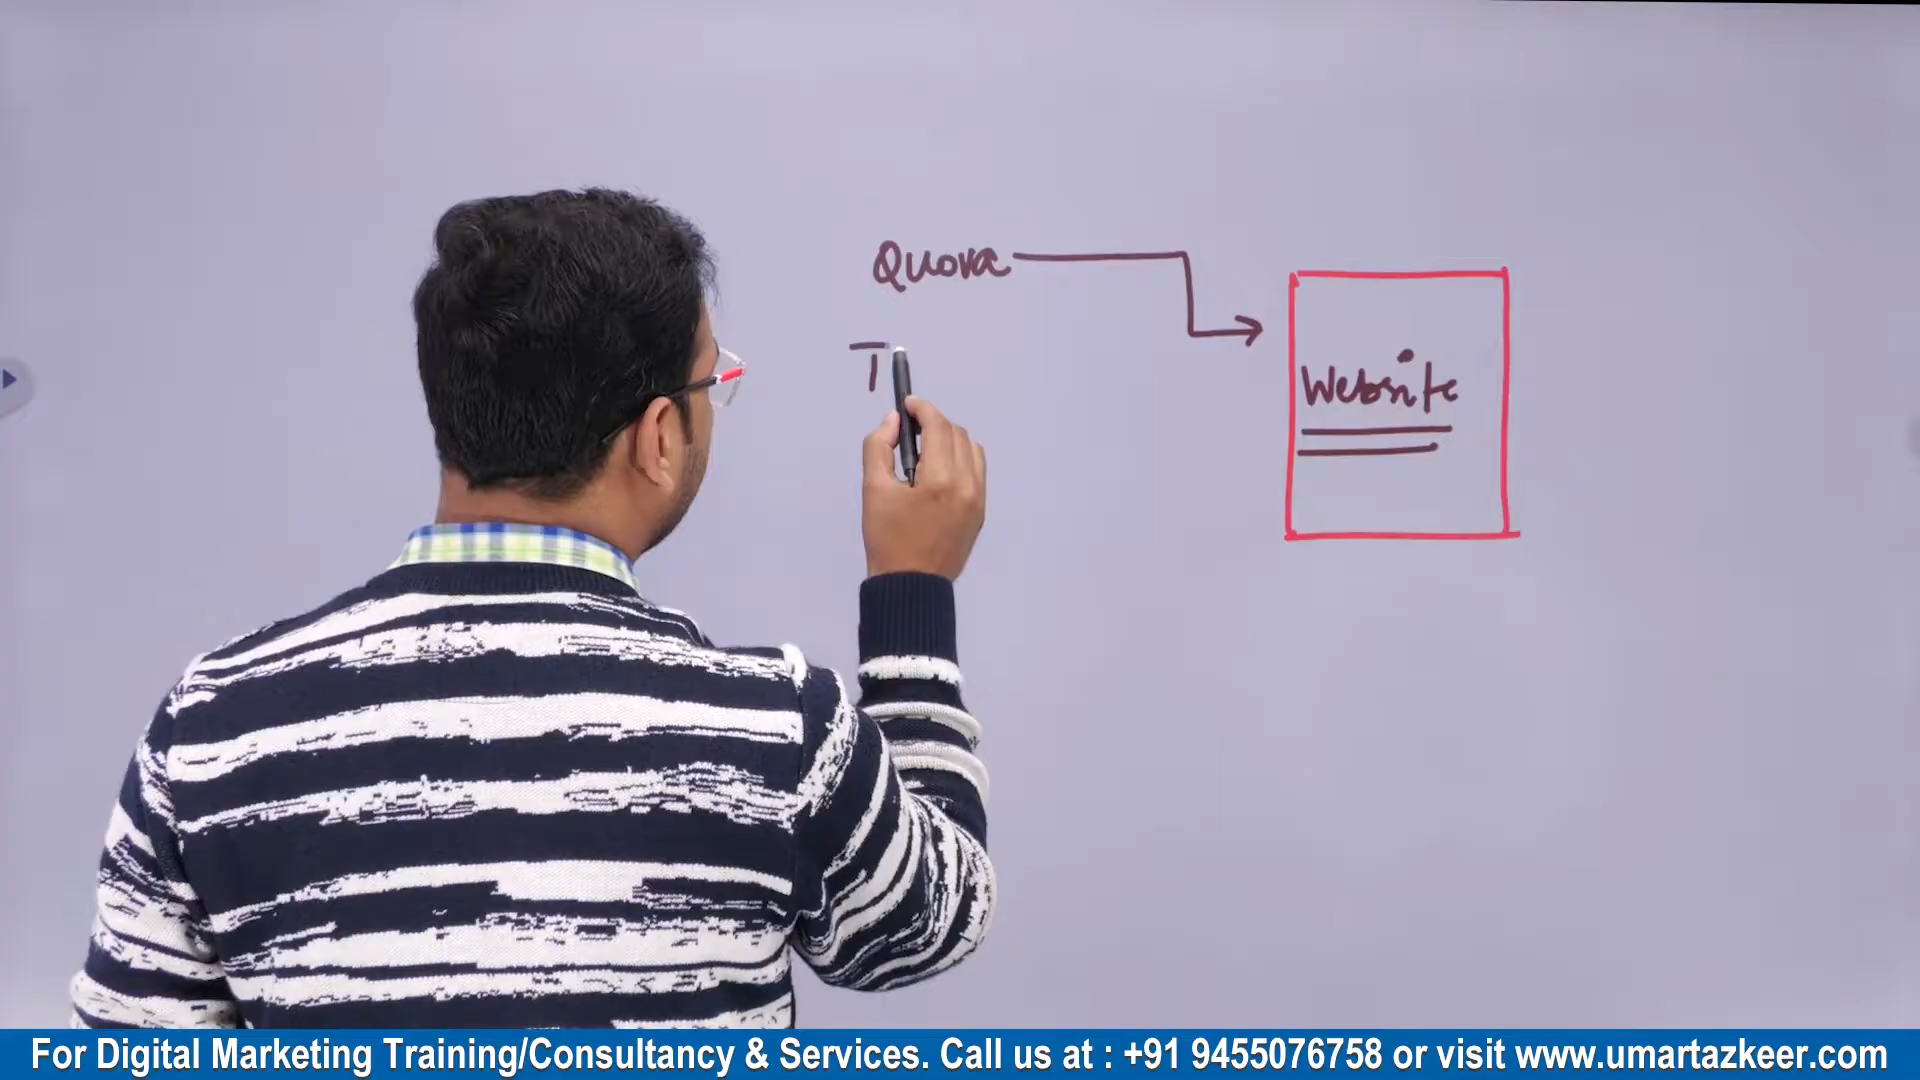 Quora
T
Website
For Digital Marketing Training/Consultancy & Services. Call us at : +91 9455076758 or visit www.umartazkeer.com